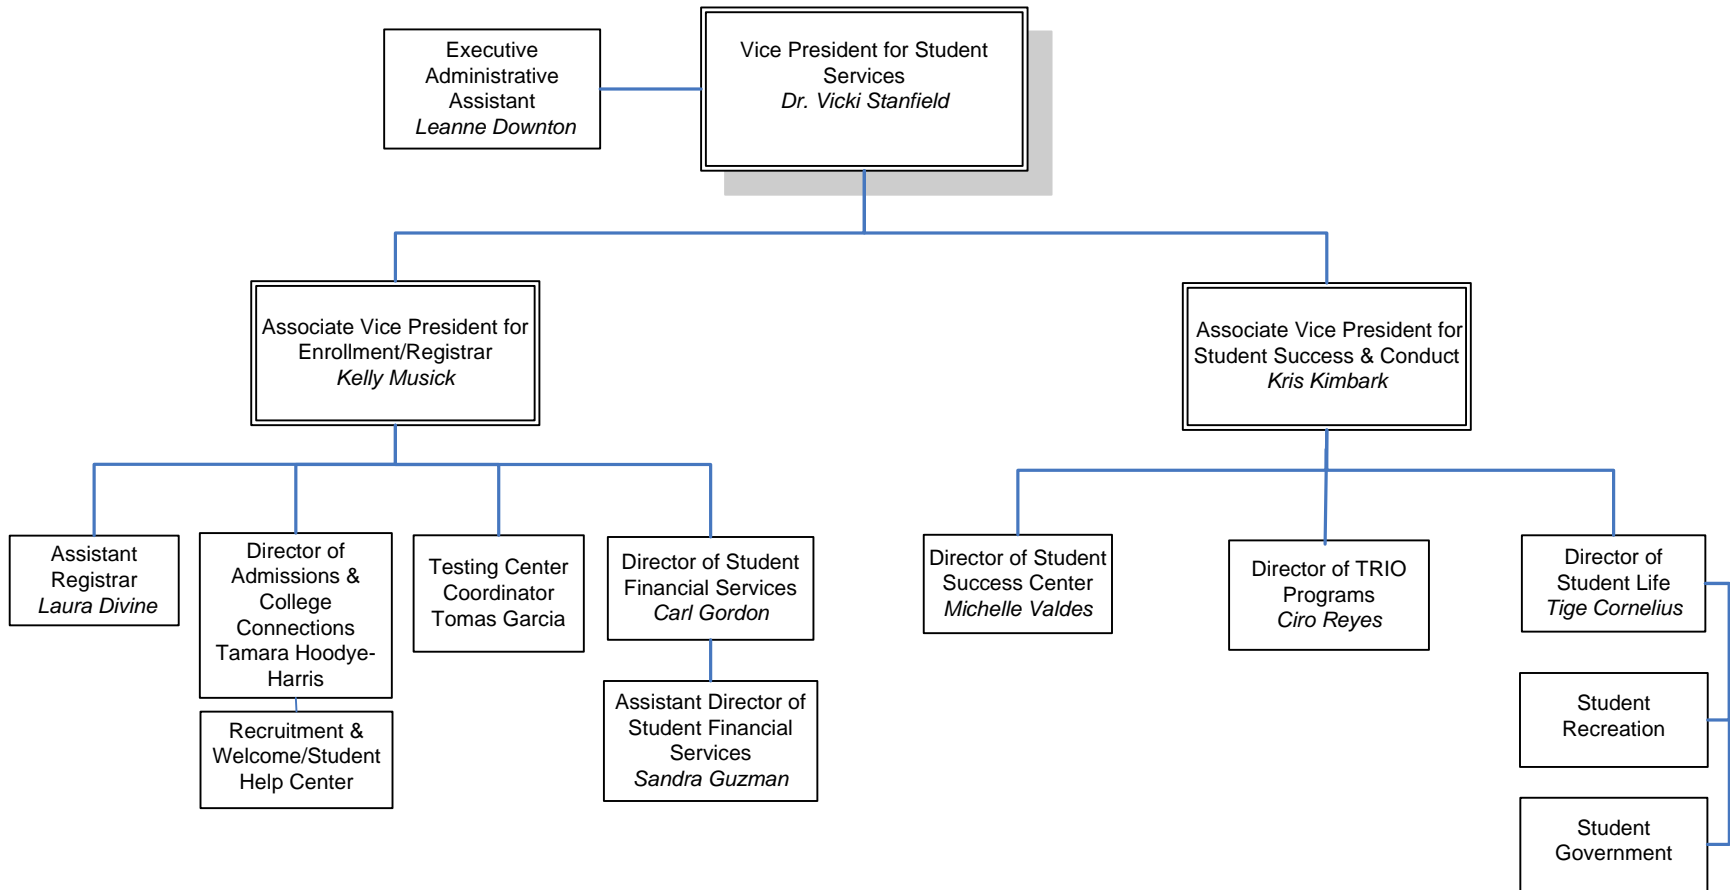 Executive
Administrative
Assistant
Leanne Downton
Vice President for Student
Services
Dr. Vicki Stanfield
Associate Vice President for
Enrollment/Registrar
Kelly Musick
Associate Vice President for
Student Success & Conduct
Kris Kimbark
Assistant
Registrar
Laura Divine
Director of
Admissions &
College
Connections
Tamara Hoodye-
Harris
Testing Center
Coordinator
Tomas Garcia
Director of Student
Financial Services
Carl Gordon
Director of Student
Success Center
Michelle Valdes
Director of TRIO
Programs
Ciro Reyes
Director of
Student Life
Tige Cornelius
Recruitment &
Welcome/Student
Help Center
Assistant Director of
Student Financial
Services
Sandra Guzman
Student
Recreation
Student
Government